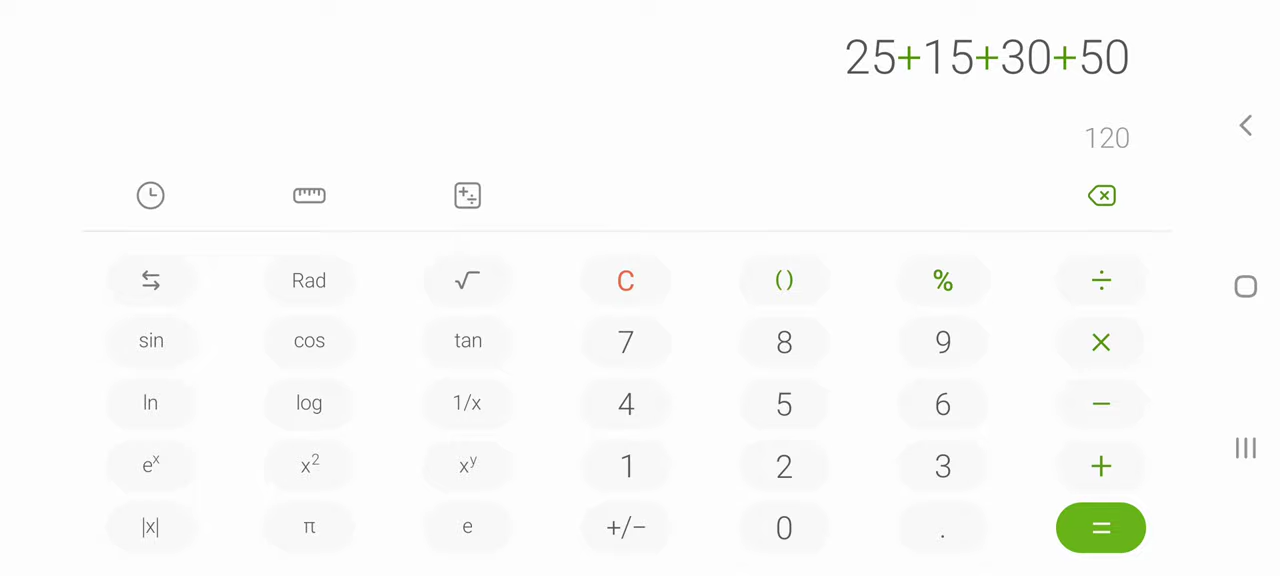 25+15+30+50
120
Rad √ C () % ÷
sin cos tan 7 8 9 ×
ln log 1/x 4 5 6 −
eˣ x² xʸ 1 2 3 +
|x| π e +/− 0 . =